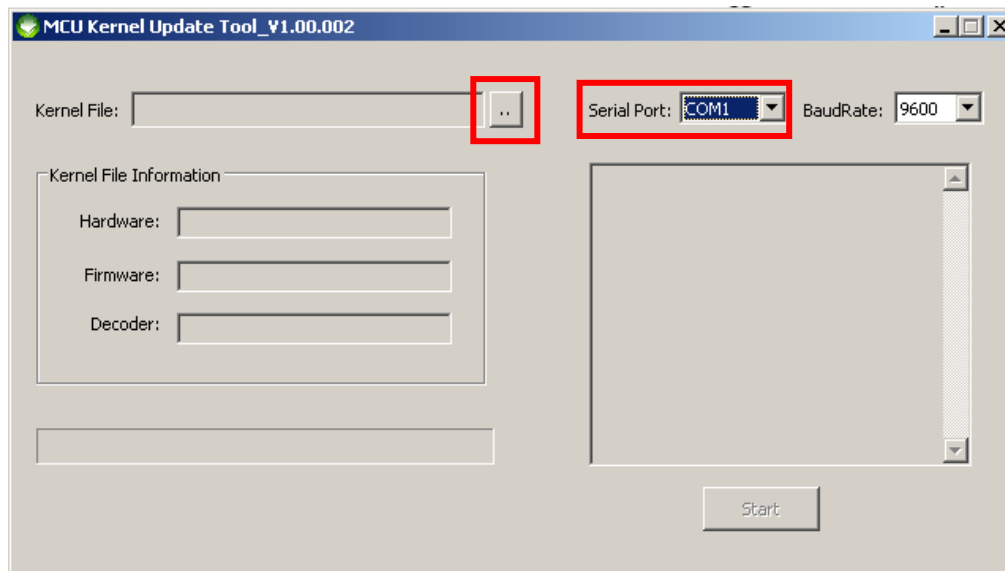 MCU Kernel Update Tool_V1.00.002
Kernel File: .. Serial Port: COM1 BaudRate: 9600
Kernel File Information
Hardware:
Firmware:
Decoder:
Start